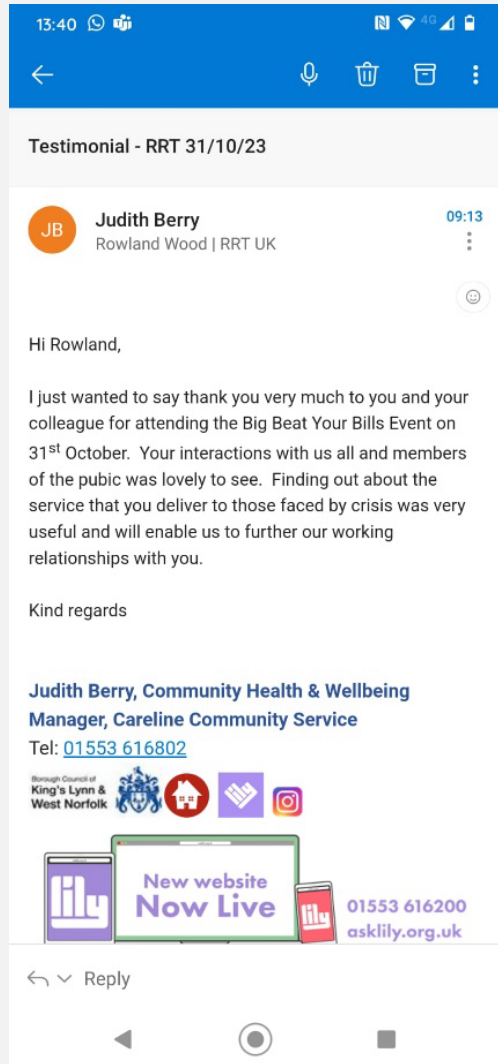 13:40
4G
Testimonial - RRT 31/10/23
JB
Judith Berry
09:13
Rowland Wood | RRT UK
Hi Rowland,
I just wanted to say thank you very much to you and your
colleague for attending the Big Beat Your Bills Event on
31st October. Your interactions with us all and members
of the pubic was lovely to see. Finding out about the
service that you deliver to those faced by crisis was very
useful and will enable us to further our working
relationships with you.
Kind regards
Judith Berry, Community Health & Wellbeing
Manager, Careline Community Service
Tel: 01553 616802
Borough Council of
King's Lynn &
West Norfolk
lily
New website
Now Live
lily
01553 616200
asklily.org.uk
Reply